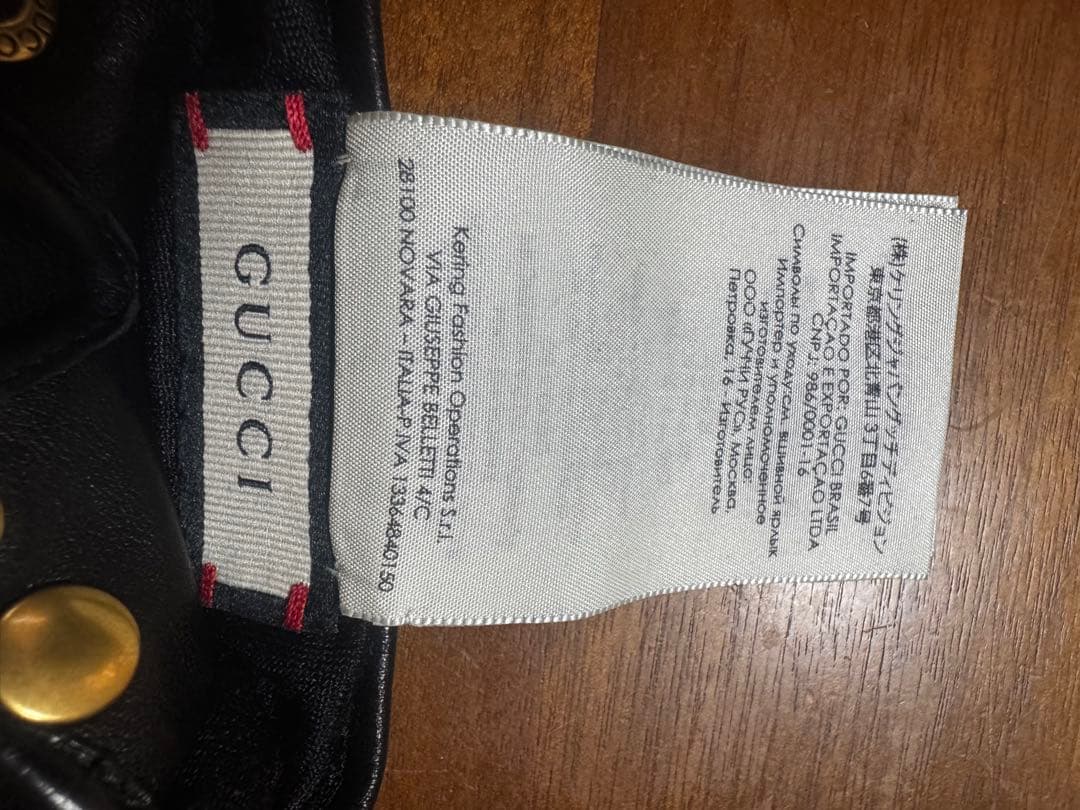 (株)ケリングジャパングッチディビジョン
東京都港区北青山3丁目6番7号
IMPORTADO POR: GUCCI BRASIL
IMPORTAÇÃO E EXPORTAÇÃO LTDA
CNPJ. 986/0001-16
Символы по уходу:см. вшивной ярлык
Импортер и уполномоченное
изготовителем лицо:
ООО «ГУЧЧИ РУС», Москва,
Петровка, 16. Изготовитель
Kering Fashion Operations S.r.l.
VIA GIUSEPPE BELLETTI 4/C
28100 NOVARA – ITALIA P.IVA 13364840150
GUCCI